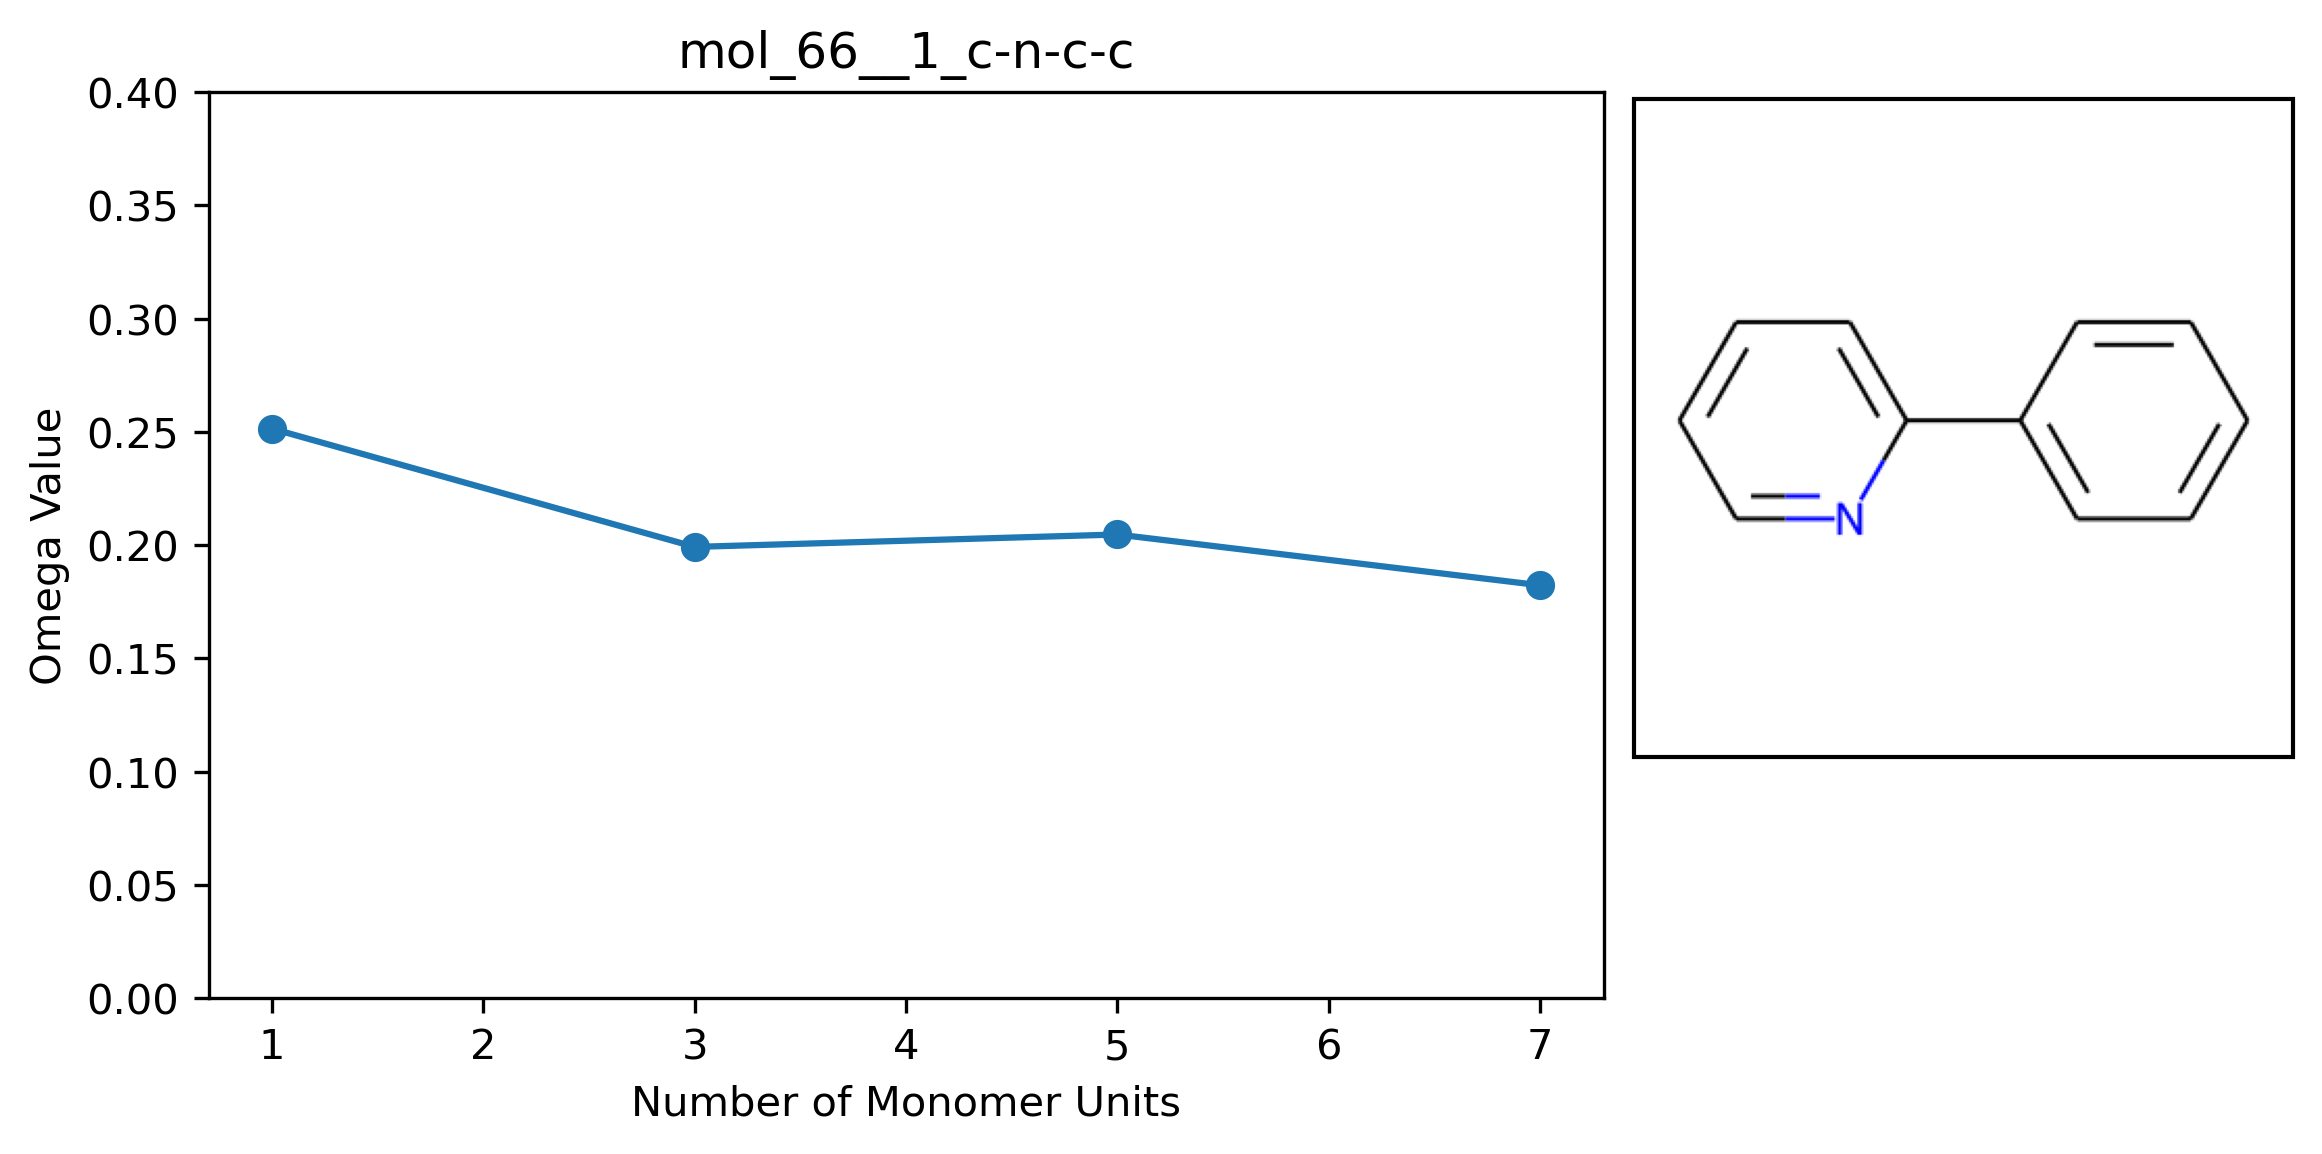 mol_66__1_c-n-c-c
0.40
0.35
0.30
0.25
0.20
0.15
0.10
0.05
0.00
Omega Value
1 2 3 4 5 6 7
Number of Monomer Units
N